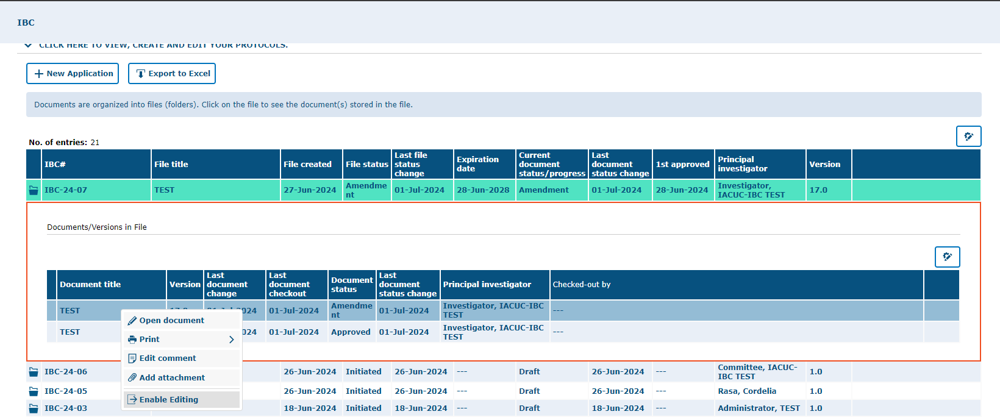 IBC
CLICK HERE TO VIEW, CREATE AND EDIT YOUR PROTOCOLS.
New Application Export to Excel
Documents are organized into files (folders). Click on the file to see the document(s) stored in the file.
No. of entries: 21
IBC# File title File created File status Last file status change Expiration date Current document status/progress Last document status change 1st approved Principal investigator Version
IBC-24-07 TEST 27-Jun-2024 Amendment 01-Jul-2024 28-Jun-2028 Amendment 01-Jul-2024 28-Jun-2024 Investigator, IACUC-IBC TEST 17.0
Documents/Versions in File
Document title Version Last document change Last document checkout Document status Last document status change Principal investigator Checked-out by
TEST 01-Jul-2024 Amendment 01-Jul-2024 Investigator, IACUC-IBC TEST ---
TEST 024 01-Jul-2024 Approved 01-Jul-2024 Investigator, IACUC-IBC TEST ---
Open document
Print
Edit comment
Add attachment
Enable Editing
IBC-24-06 26-Jun-2024 Initiated 26-Jun-2024 --- Draft 26-Jun-2024 --- Committee, IACUC-IBC TEST 1.0
IBC-24-05 26-Jun-2024 Initiated 26-Jun-2024 --- Draft 26-Jun-2024 --- Rasa, Cordelia 1.0
IBC-24-03 18-Jun-2024 Initiated 18-Jun-2024 --- Draft 18-Jun-2024 --- Administrator, TEST 1.0